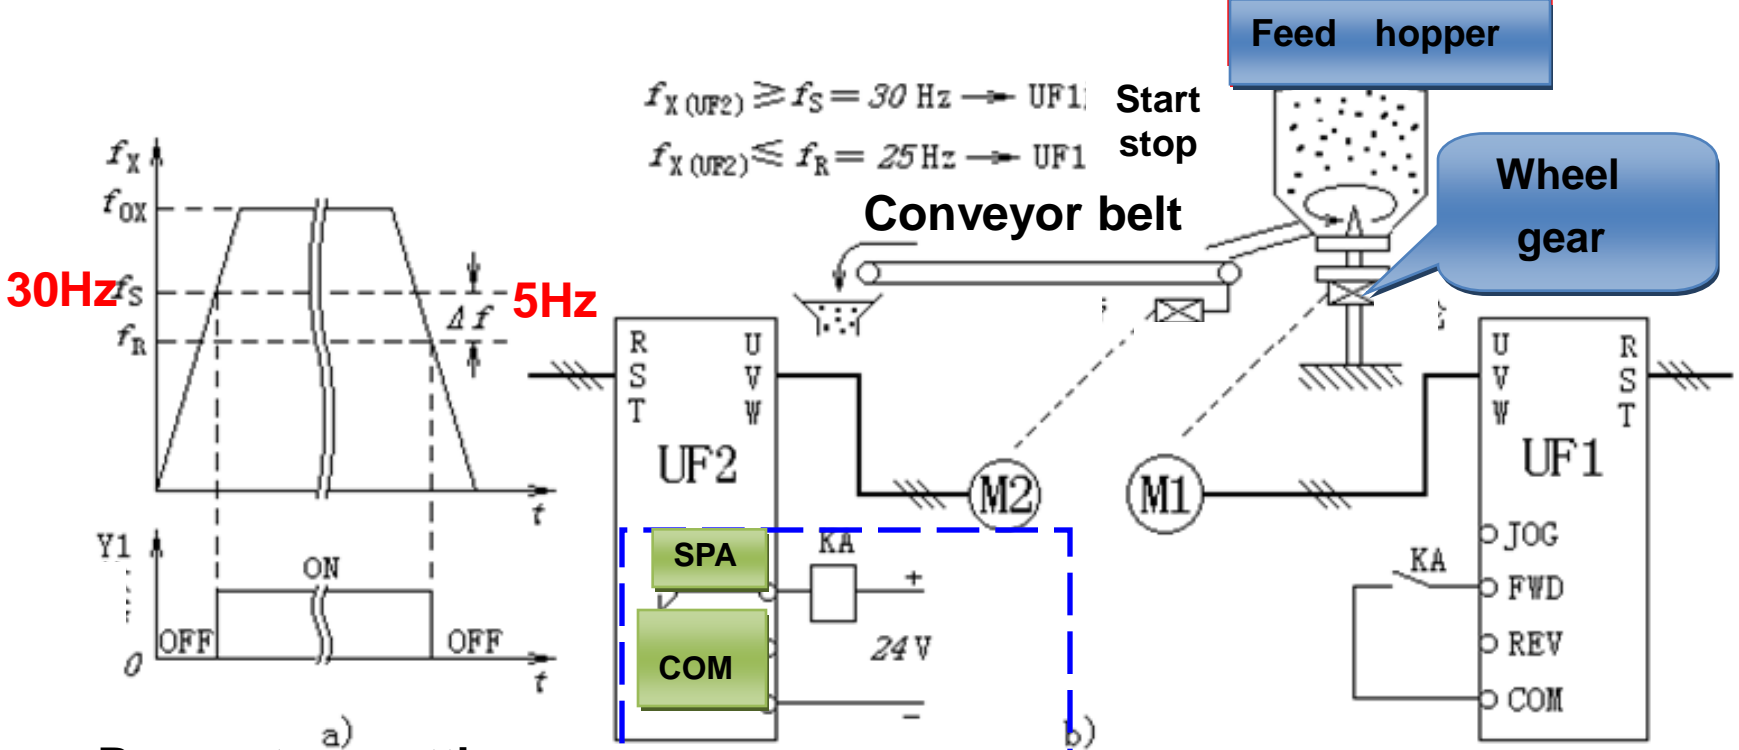 Feed hopper
fX(UF2) ≥ fS = 30 Hz → UF1
Start
fX(UF2) ≤ fR = 25 Hz → UF1
stop
Wheel
gear
Conveyor belt
fX
fOX
30Hz
fS
5Hz
Δf
fR
t
R
S
T
U
V
W
UF2
M2
M1
U
V
W
R
S
T
UF1
JOG
KA
FWD
REV
COM
SPA
KA
+
COM
24V
−
Y1
ON
OFF
OFF
0
t
a)
b)